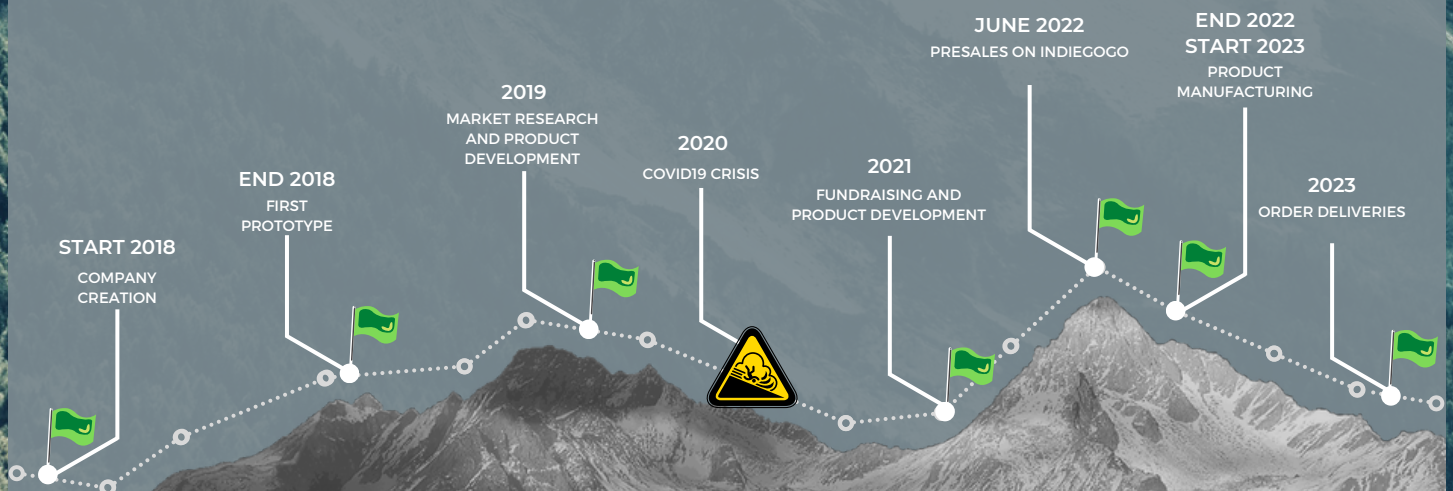 START 2018
COMPANY
CREATION
END 2018
FIRST
PROTOTYPE
2019
MARKET RESEARCH
AND PRODUCT
DEVELOPMENT
2020
COVID19 CRISIS
2021
FUNDRAISING AND
PRODUCT DEVELOPMENT
JUNE 2022
PRESALES ON INDIEGOGO
END 2022
START 2023
PRODUCT
MANUFACTURING
2023
ORDER DELIVERIES